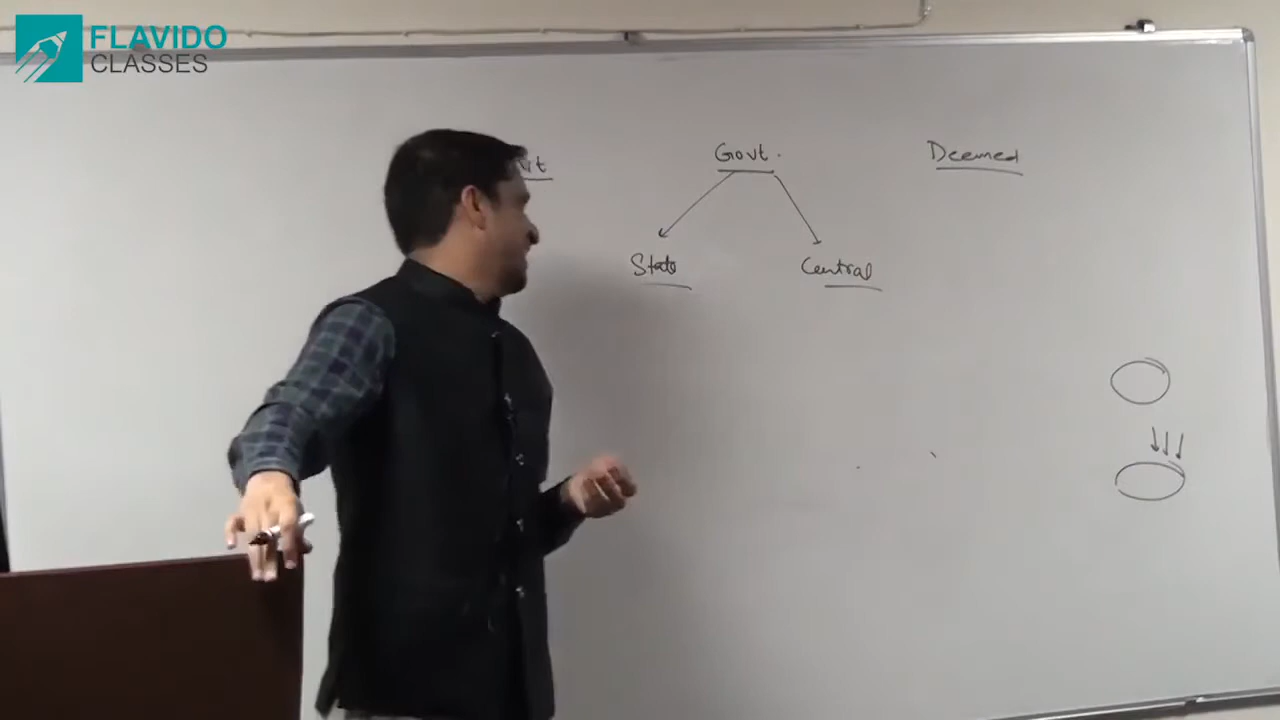 FLAVIDO
CLASSES
Govt.
Deemed
State
Central